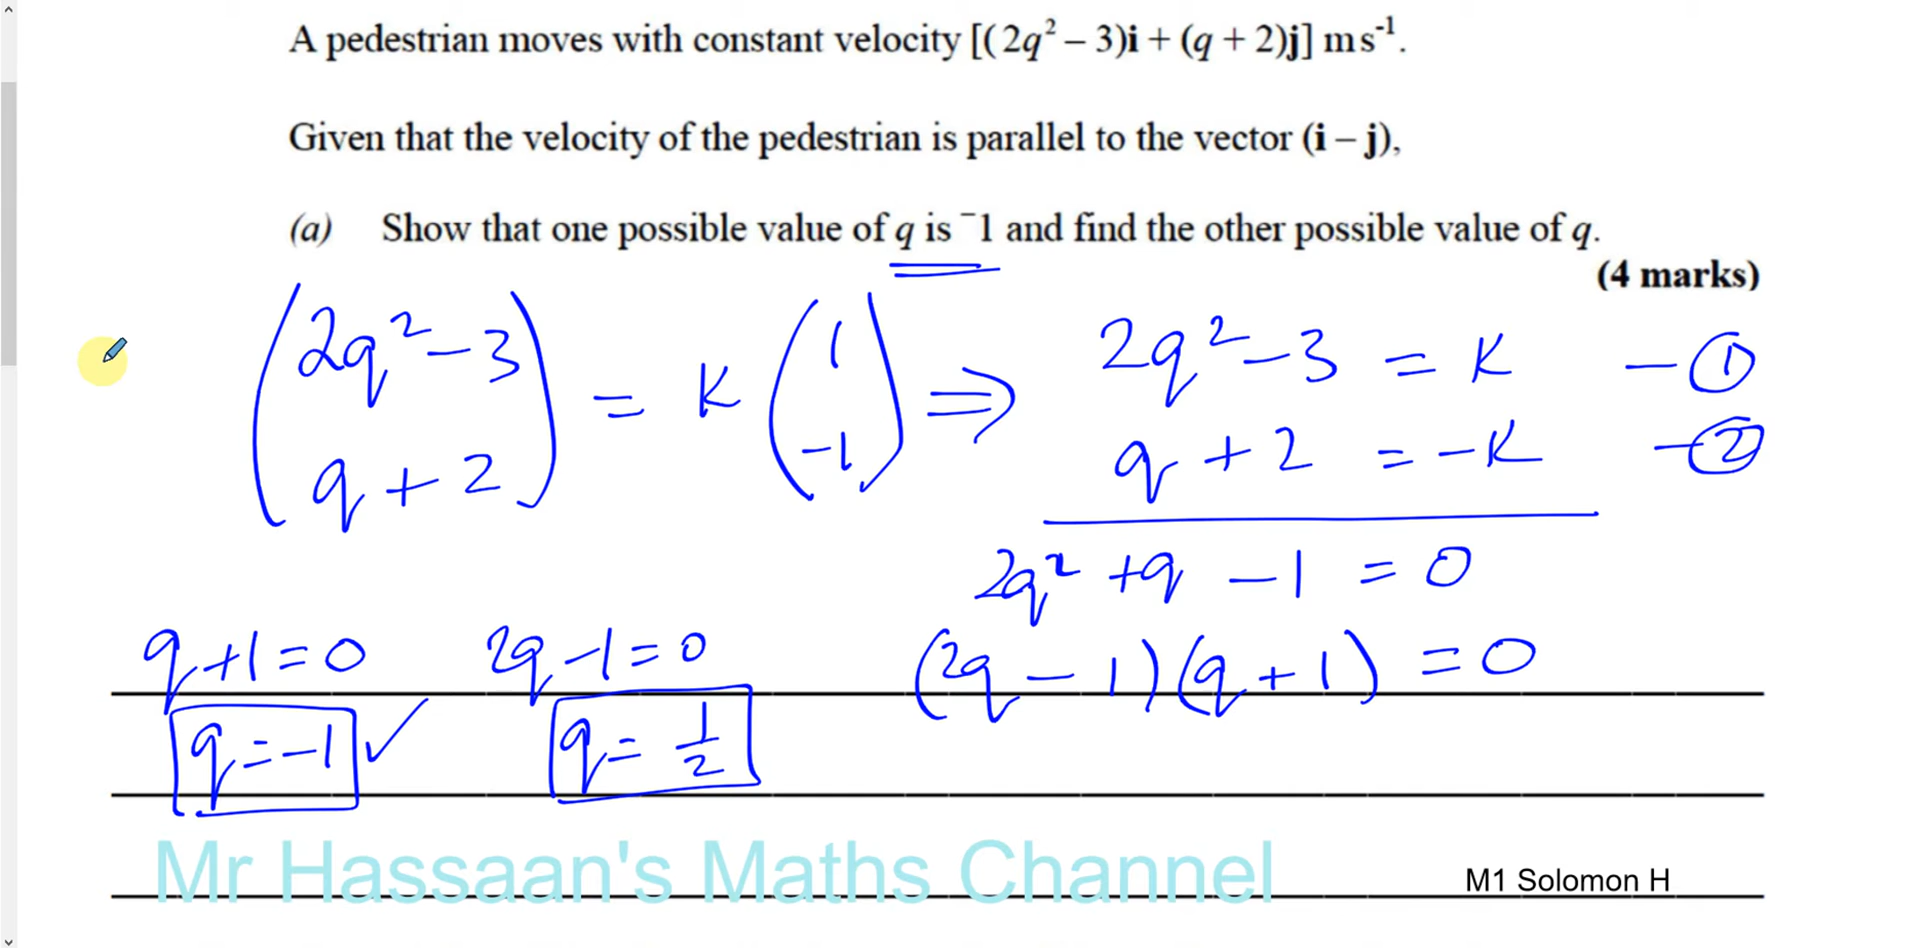 A pedestrian moves with constant velocity [(2q² – 3)i + (q + 2)j] m s⁻¹.
Given that the velocity of the pedestrian is parallel to the vector (i – j),
(a) Show that one possible value of q is ⁻1 and find the other possible value of q.
(4 marks)
(2q² – 3
q + 2) = k (1
-1) ⇒ 2q² – 3 = k – ①
q + 2 = –k – ②
2q² + q – 1 = 0
(2q – 1)(q + 1) = 0
q + 1 = 0 2q – 1 = 0
q = –1 ✓ q = 1/2
Mr Hassaan's Maths Channel
M1 Solomon H